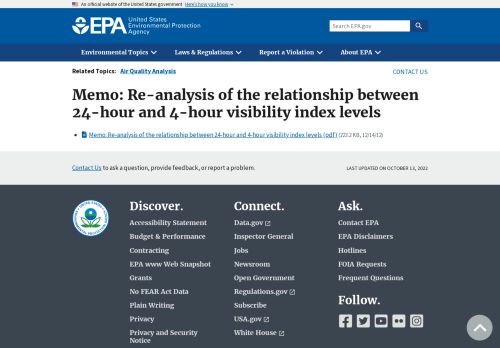 An official website of the United States government Here's how you know
EPA United States
Environmental Protection
Agency
Search EPA.gov
Environmental Topics Laws & Regulations Report a Violation About EPA
Related Topics: Air Quality Analysis CONTACT US
Memo: Re-analysis of the relationship between
24-hour and 4-hour visibility index levels
Memo: Re-analysis of the relationship between 24-hour and 4-hour visibility index levels (pdf) (223.2 KB, 12/14/12)
Contact Us to ask a question, provide feedback, or report a problem. LAST UPDATED ON OCTOBER 13, 2022
Discover.
Accessibility Statement
Budget & Performance
Contracting
EPA www Web Snapshot
Grants
No FEAR Act Data
Plain Writing
Privacy
Privacy and Security
Notice
Connect.
Data.gov
Inspector General
Jobs
Newsroom
Open Government
Regulations.gov
Subscribe
USA.gov
White House
Ask.
Contact EPA
EPA Disclaimers
Hotlines
FOIA Requests
Frequent Questions
Follow.